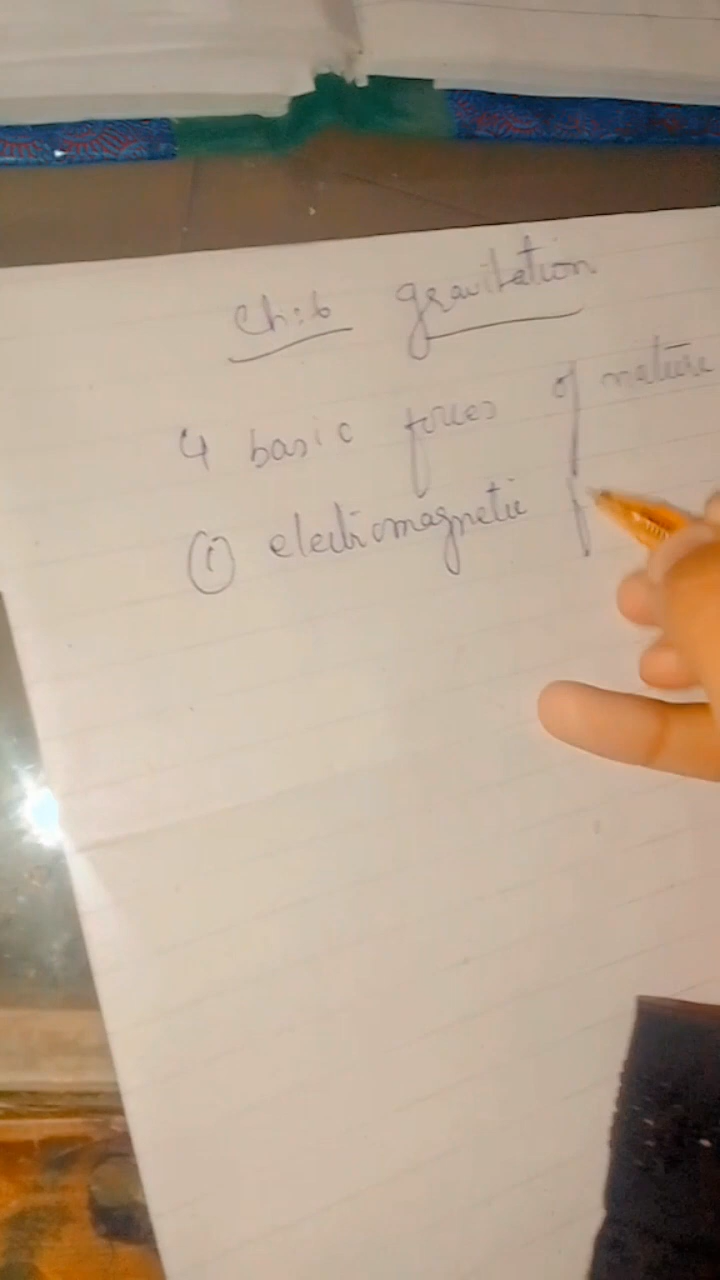 Ch:6 gravitation
4 basic forces of nature
① electromagnetic f